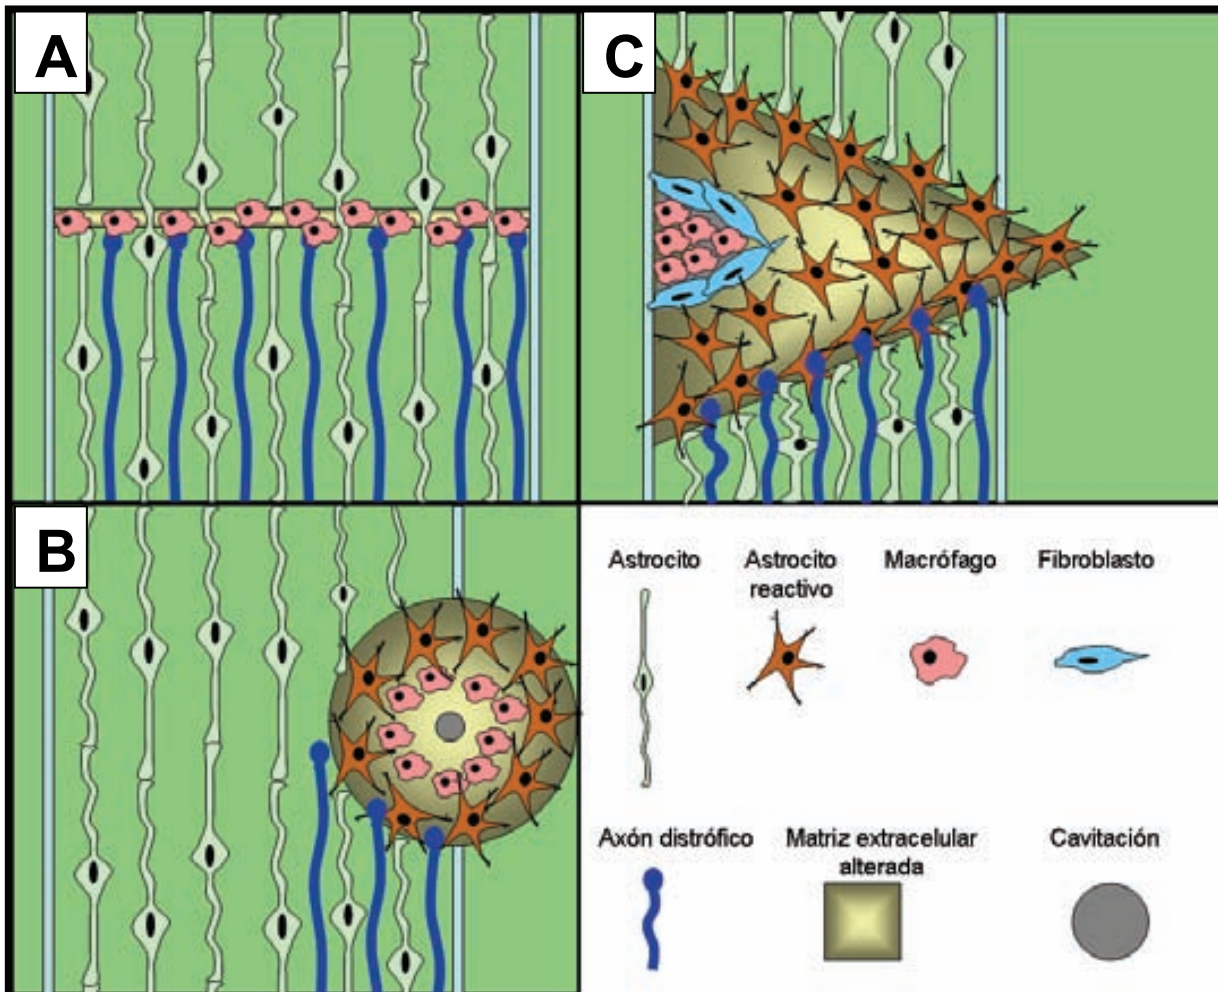 A
C
B
Astrocito
Astrocito
reactivo
Macrófago
Fibroblasto
Axón distrófico
Matriz extracelular
alterada
Cavitación